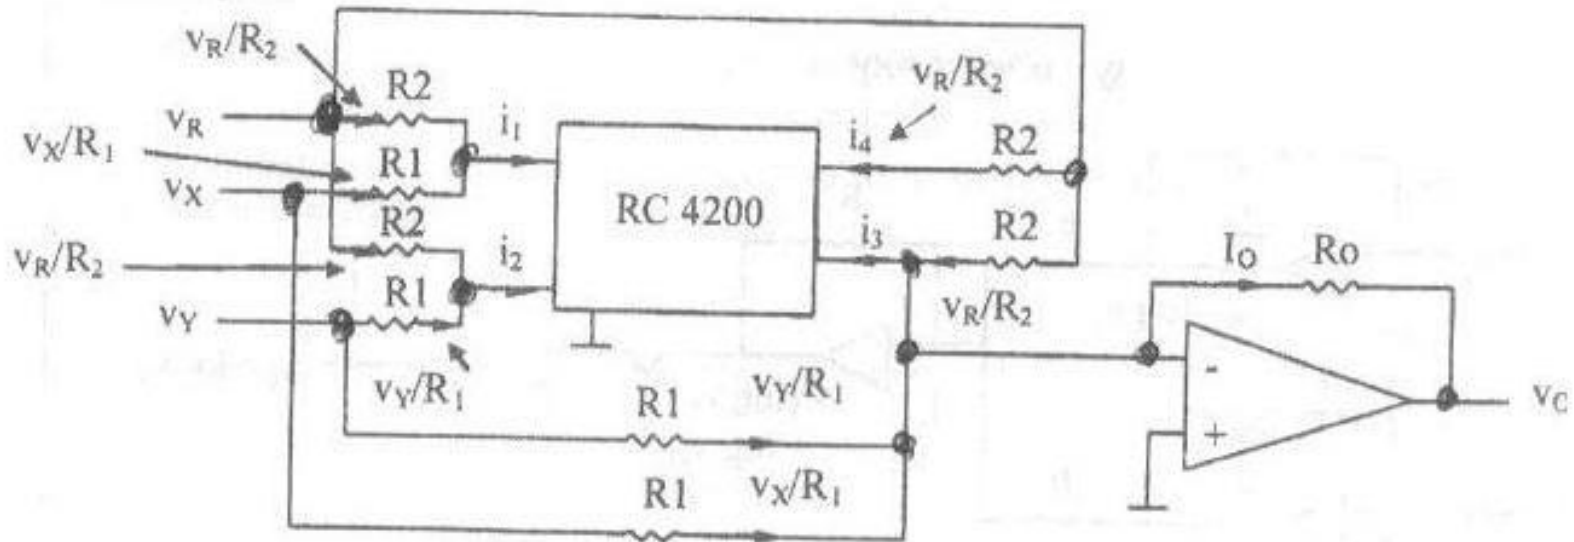 vR/R2
R2
vR/R2
vR
i1
i4
R2
vX/R1
R1
vX
RC 4200
R2
i3
R2
vR/R2
i2
IO
Ro
R1
vR/R2
vY
vY/R1
vY/R1
R1
-
vO
+
R1
vX/R1